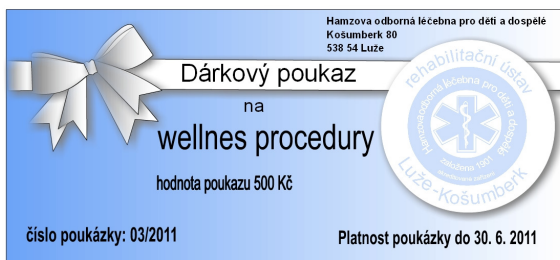 Hamzova odborná léčebna pro děti a dospělé
Košumberk 80
538 54 Luže
Dárkový poukaz
na
wellnes procedury
hodnota poukazu 500 Kč
číslo poukázky: 03/2011
Platnost poukázky do 30. 6. 2011
rehabilitační ústav
Hamzova odborná léčebna pro děti a dospělé
založena 1901
Luže-Košumberk